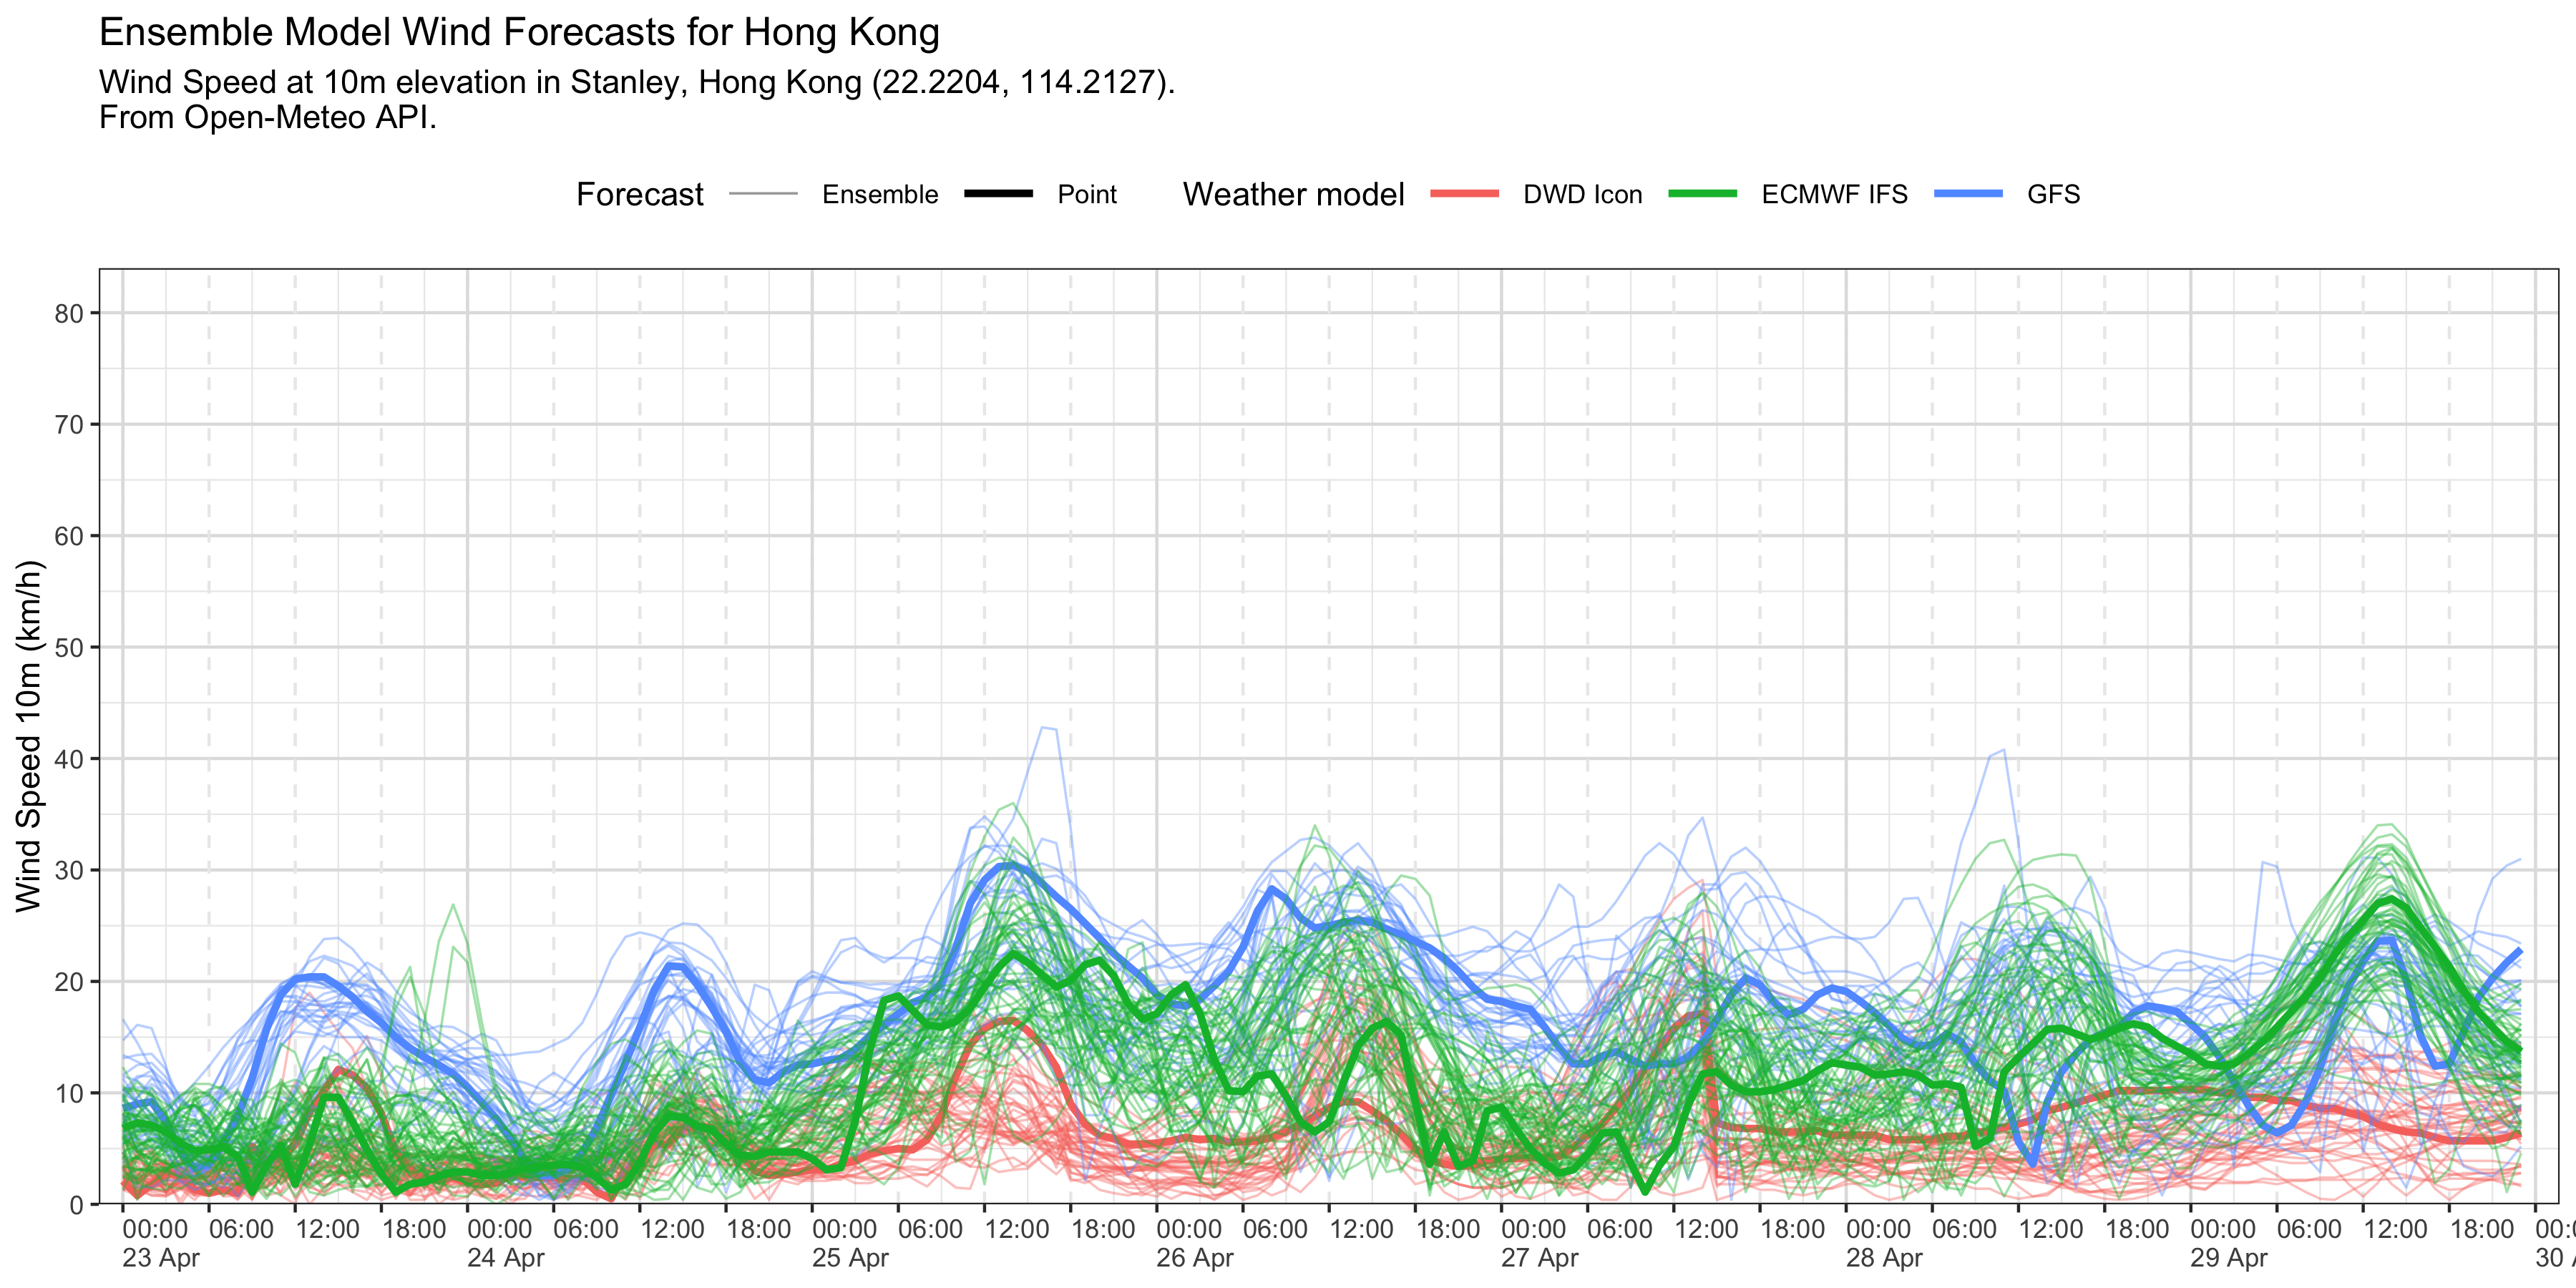 Ensemble Model Wind Forecasts for Hong Kong
Wind Speed at 10m elevation in Stanley, Hong Kong (22.2204, 114.2127).
From Open-Meteo API.
Forecast Ensemble Point Weather model DWD Icon ECMWF IFS GFS
Wind Speed 10m (km/h)
80
70
60
50
40
30
20
10
0
00:00 06:00 12:00 18:00 00:00 06:00 12:00 18:00 00:00 06:00 12:00 18:00 00:00 06:00 12:00 18:00 00:00 06:00 12:00 18:00 00:00 06:00 12:00 18:00 00:00 06:00 12:00 18:00
23 Apr 24 Apr 25 Apr 26 Apr 27 Apr 28 Apr 29 Apr 30